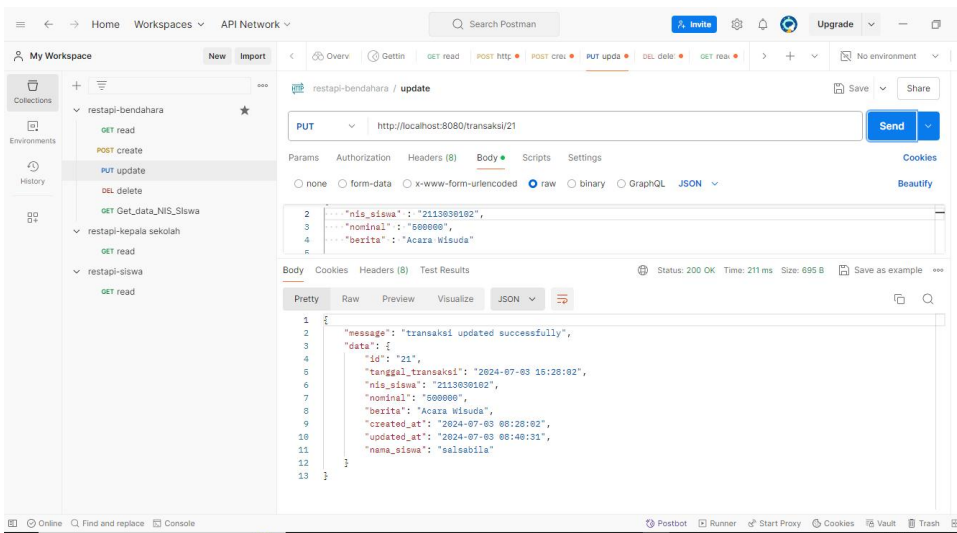 Home Workspaces API Network Search Postman Invite Upgrade
My Workspace New Import Overv Gettin GET read POST http POST crea PUT upda DEL dele GET rea No environment
Collections
Environments
History
restapi-bendahara
GET read
POST create
PUT update
DEL delete
GET Get_data_NIS_SIswa
restapi-kepala sekolah
GET read
restapi-siswa
GET read
HTTP restapi-bendahara / update Save Share
PUT http://localhost:8080/transaksi/21 Send
Params Authorization Headers (8) Body Scripts Settings Cookies
none form-data x-www-form-urlencoded raw binary GraphQL JSON Beautify
2 "nis_siswa" : "2113030102",
3 "nominal" : "500000",
4 "berita" : "Acara Wisuda"
5
Body Cookies Headers (8) Test Results Status: 200 OK Time: 211 ms Size: 695 B Save as example
Pretty Raw Preview Visualize JSON
1 {
2 "message": "transaksi updated successfully",
3 "data": {
4 "id": "21",
5 "tanggal_transaksi": "2024-07-03 15:28:02",
6 "nis_siswa": "2113030102",
7 "nominal": "500000",
8 "berita": "Acara Wisuda",
9 "created_at": "2024-07-03 08:28:02",
10 "updated_at": "2024-07-03 08:40:31",
11 "nama_siswa": "salsabila"
12 }
13 }
Online Find and replace Console Postbot Runner Start Proxy Cookies Vault Trash